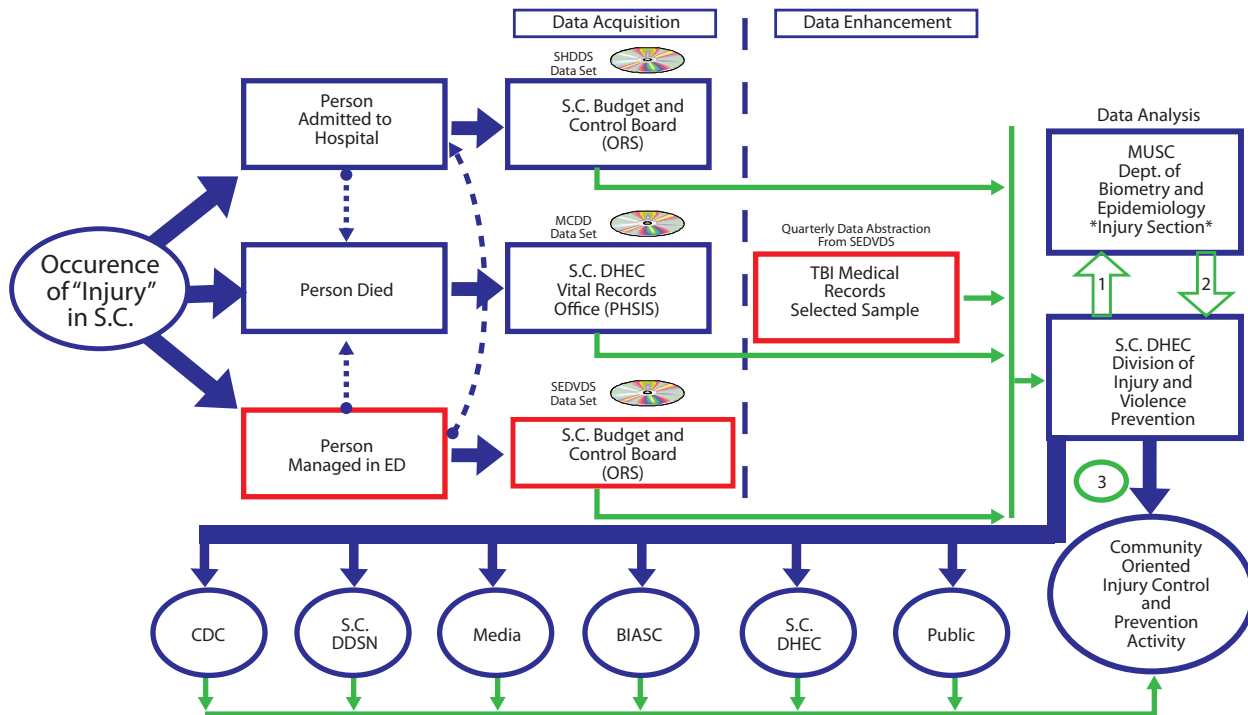 Data Acquisition
Data Enhancement
SHDDS
Data Set
Person
Admitted to
Hospital
S.C. Budget and
Control Board
(ORS)
Data Analysis
MUSC
Dept. of
Biometry and
Epidemiology
*Injury Section*
MCDD
Data Set
Quarterly Data Abstraction
From SEDVDS
Occurence
of "Injury"
in S.C.
Person Died
S.C. DHEC
Vital Records
Office (PHSIS)
TBI Medical
Records
Selected Sample
1
2
S.C. DHEC
Division of
Injury and
Violence
Prevention
SEDVDS
Data Set
Person
Managed in ED
S.C. Budget and
Control Board
(ORS)
3
CDC
S.C.
DDSN
Media
BIASC
S.C.
DHEC
Public
Community
Oriented
Injury Control
and
Prevention
Activity